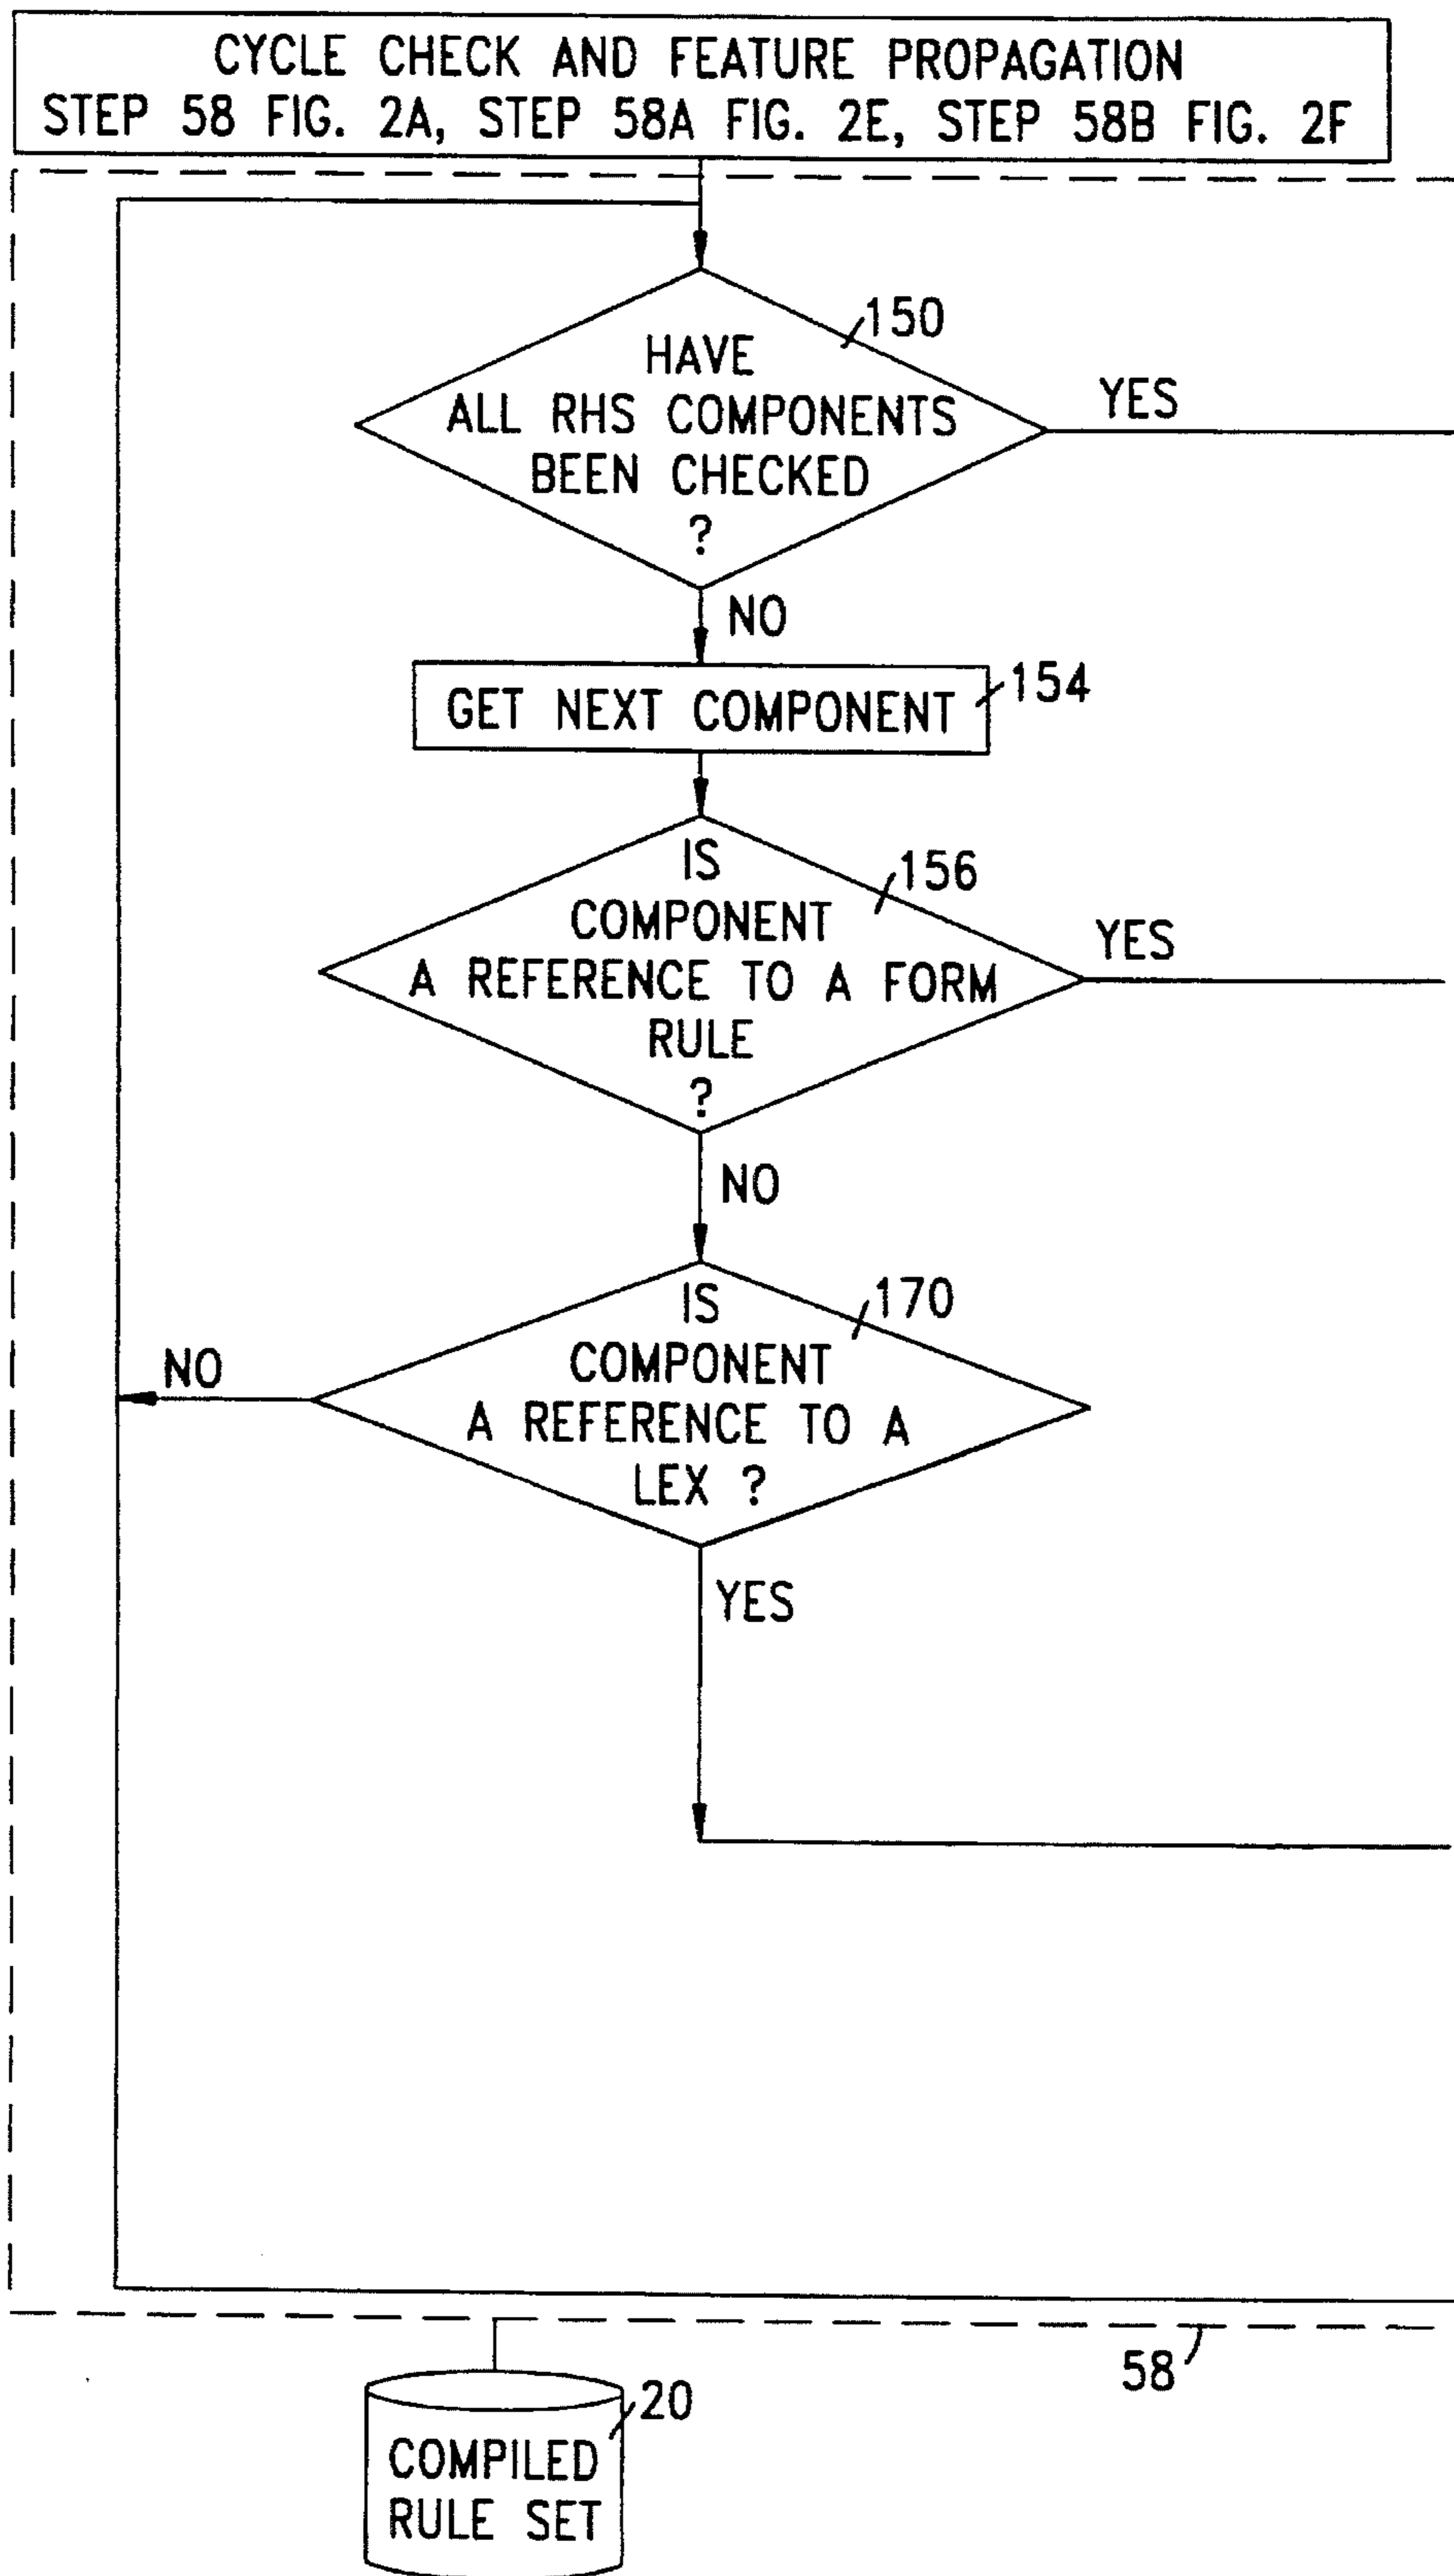 CYCLE CHECK AND FEATURE PROPAGATION
STEP 58 FIG. 2A, STEP 58A FIG. 2E, STEP 58B FIG. 2F
150
HAVE
ALL RHS COMPONENTS
BEEN CHECKED
?
YES
NO
GET NEXT COMPONENT
154
IS
COMPONENT
A REFERENCE TO A FORM
RULE
?
156
YES
NO
IS
COMPONENT
A REFERENCE TO A
LEX ?
170
NO
YES
58
20
COMPILED
RULE SET